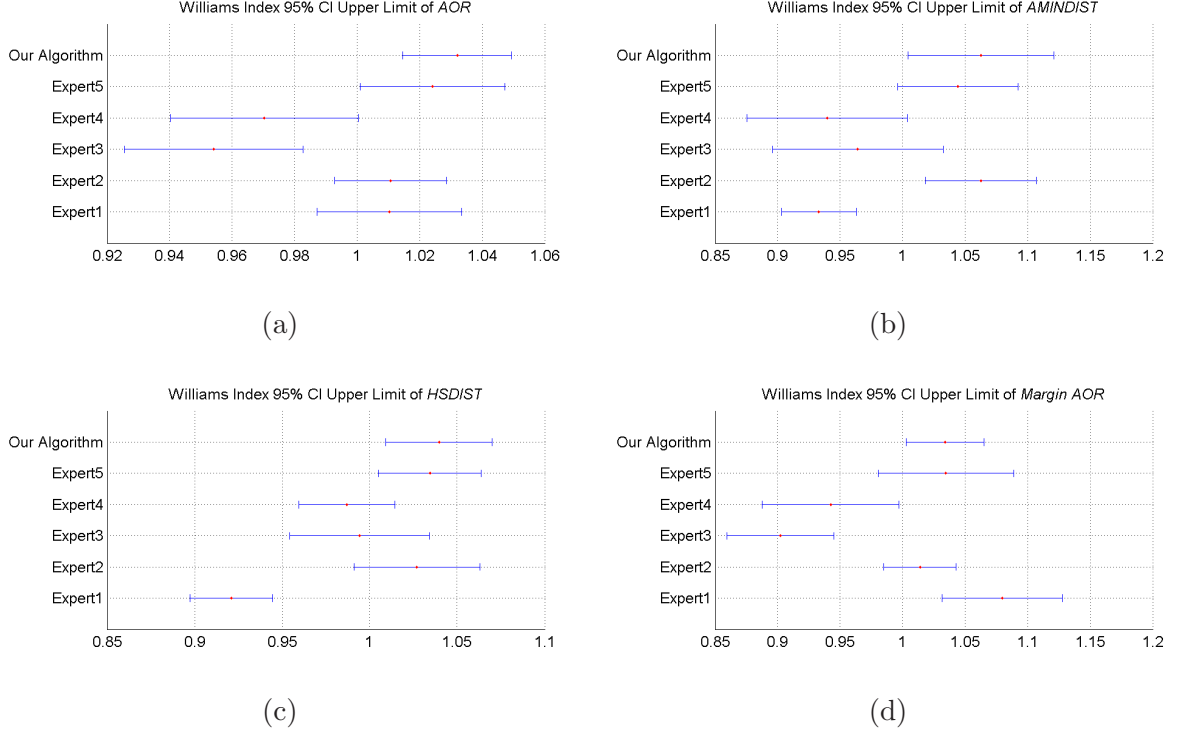 Williams Index 95% CI Upper Limit of AOR
Our Algorithm
Expert5
Expert4
Expert3
Expert2
Expert1
0.92 0.94 0.96 0.98 1 1.02 1.04 1.06
(a)
Williams Index 95% CI Upper Limit of AMINDIST
Our Algorithm
Expert5
Expert4
Expert3
Expert2
Expert1
0.85 0.9 0.95 1 1.05 1.1 1.15 1.2
(b)
Williams Index 95% CI Upper Limit of HSDIST
Our Algorithm
Expert5
Expert4
Expert3
Expert2
Expert1
0.85 0.9 0.95 1 1.05 1.1
(c)
Williams Index 95% CI Upper Limit of Margin AOR
Our Algorithm
Expert5
Expert4
Expert3
Expert2
Expert1
0.85 0.9 0.95 1 1.05 1.1 1.15 1.2
(d)